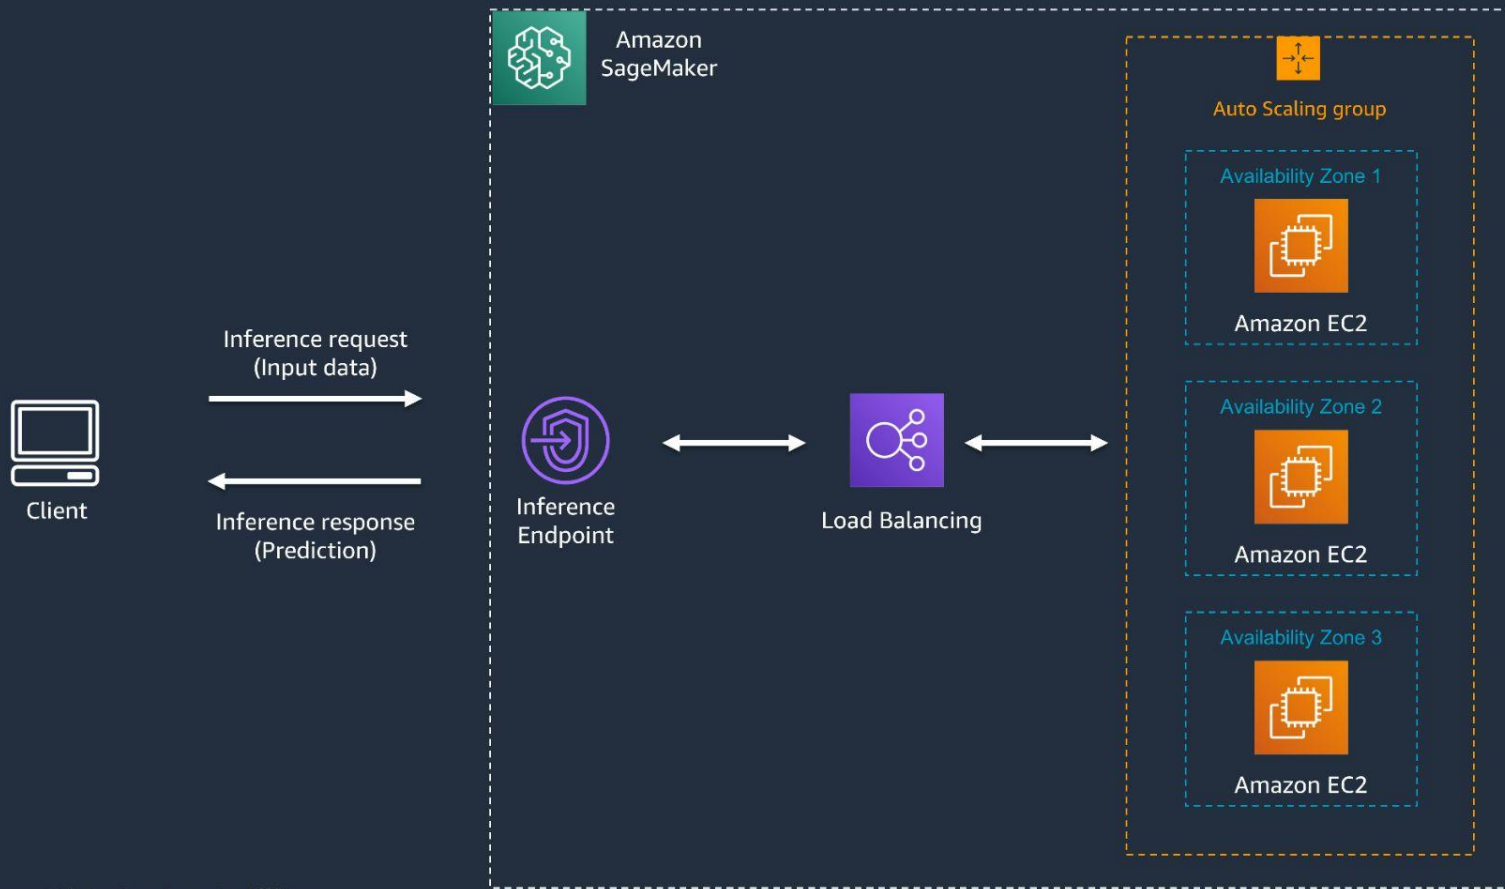 Amazon
SageMaker
Auto Scaling group
Availability Zone 1
Amazon EC2
Inference request
(Input data)
Client
Inference response
(Prediction)
Inference
Endpoint
Load Balancing
Availability Zone 2
Amazon EC2
Availability Zone 3
Amazon EC2